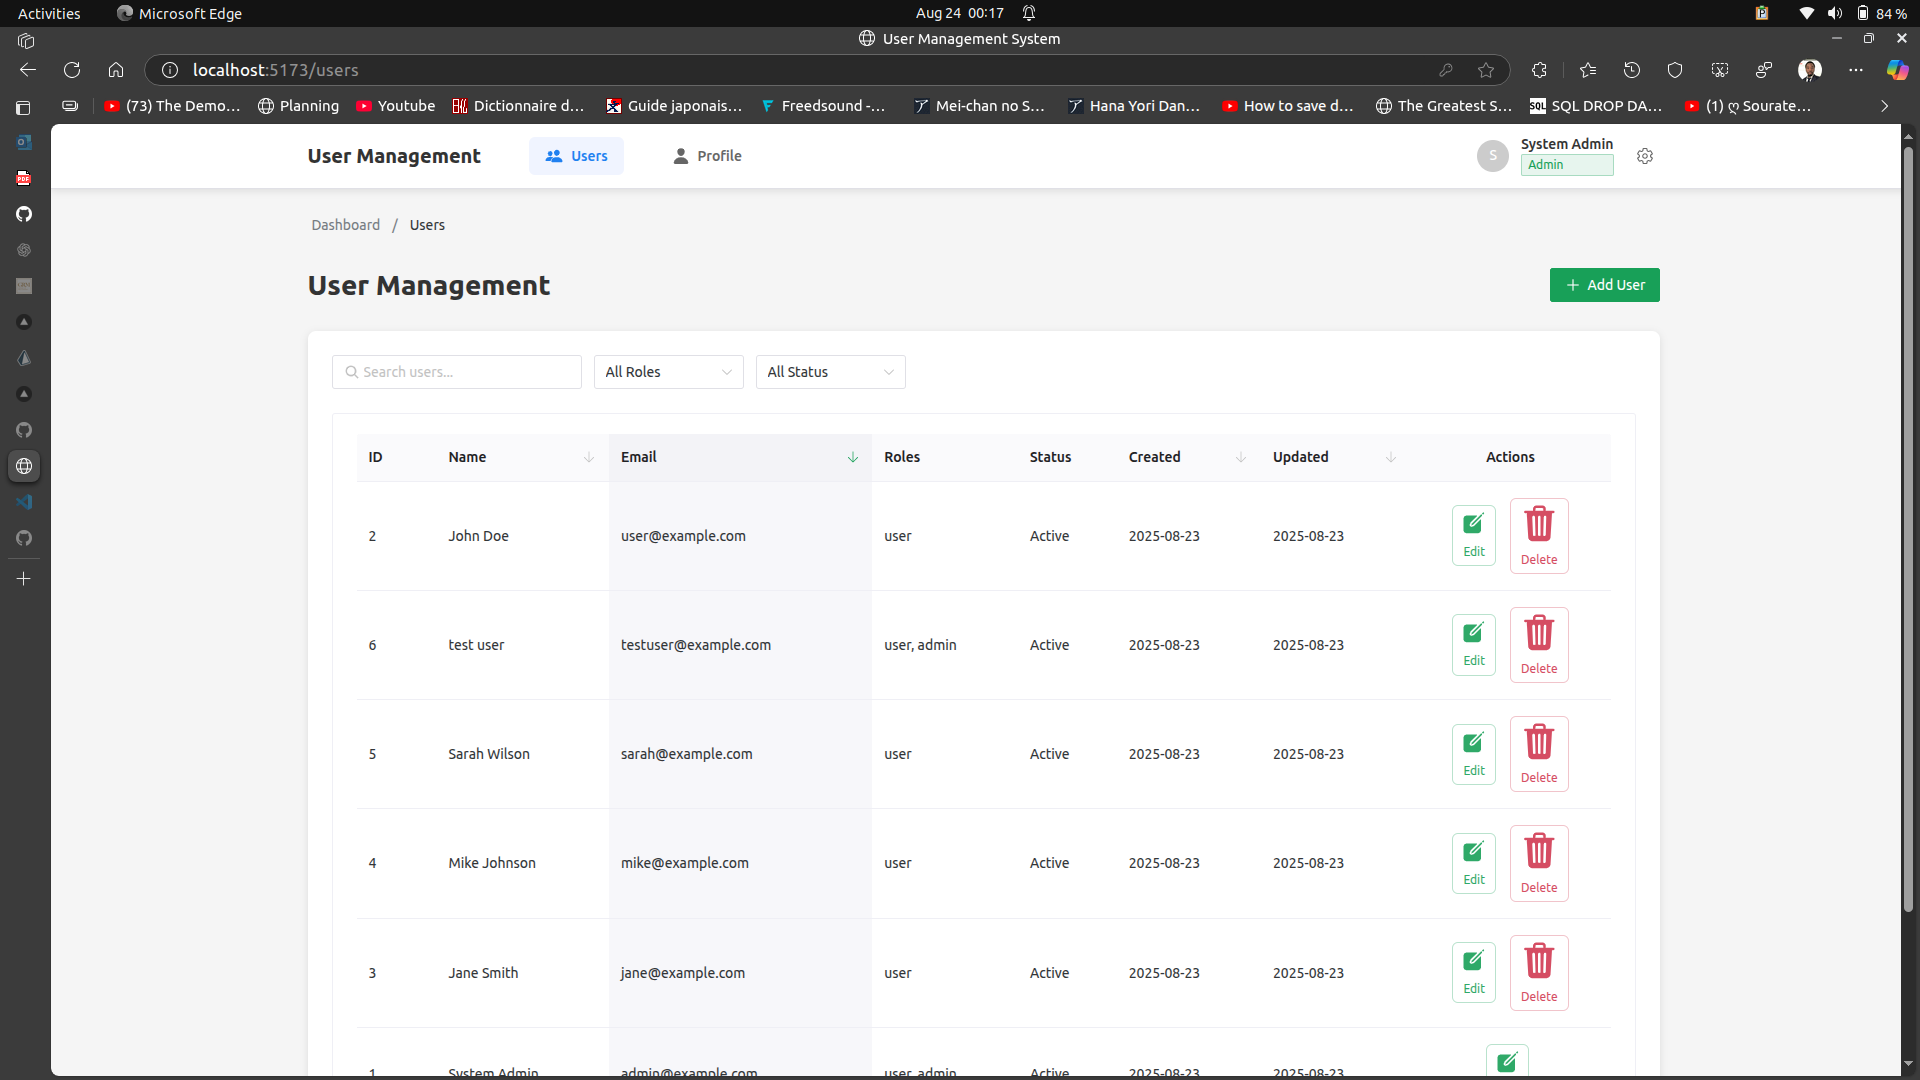 Activities Microsoft Edge Aug 24 00:17 84 %
User Management System
localhost:5173/users
(73) The Demo... Planning Youtube Dictionnaire d... Guide japonais... Freedsound -... Mei-chan no S... Hana Yori Dan... How to save d... The Greatest S... SQL SQL DROP DA... (1) ღ Sourate...
User Management Users Profile S System Admin
Admin
Dashboard / Users
User Management + Add User
Search users... All Roles All Status
ID Name Email Roles Status Created Updated Actions
2 John Doe user@example.com user Active 2025-08-23 2025-08-23 Edit Delete
6 test user testuser@example.com user, admin Active 2025-08-23 2025-08-23 Edit Delete
5 Sarah Wilson sarah@example.com user Active 2025-08-23 2025-08-23 Edit Delete
4 Mike Johnson mike@example.com user Active 2025-08-23 2025-08-23 Edit Delete
3 Jane Smith jane@example.com user Active 2025-08-23 2025-08-23 Edit Delete
1 System Admin admin@example.com user, admin Active 2025-08-23 2025-08-23